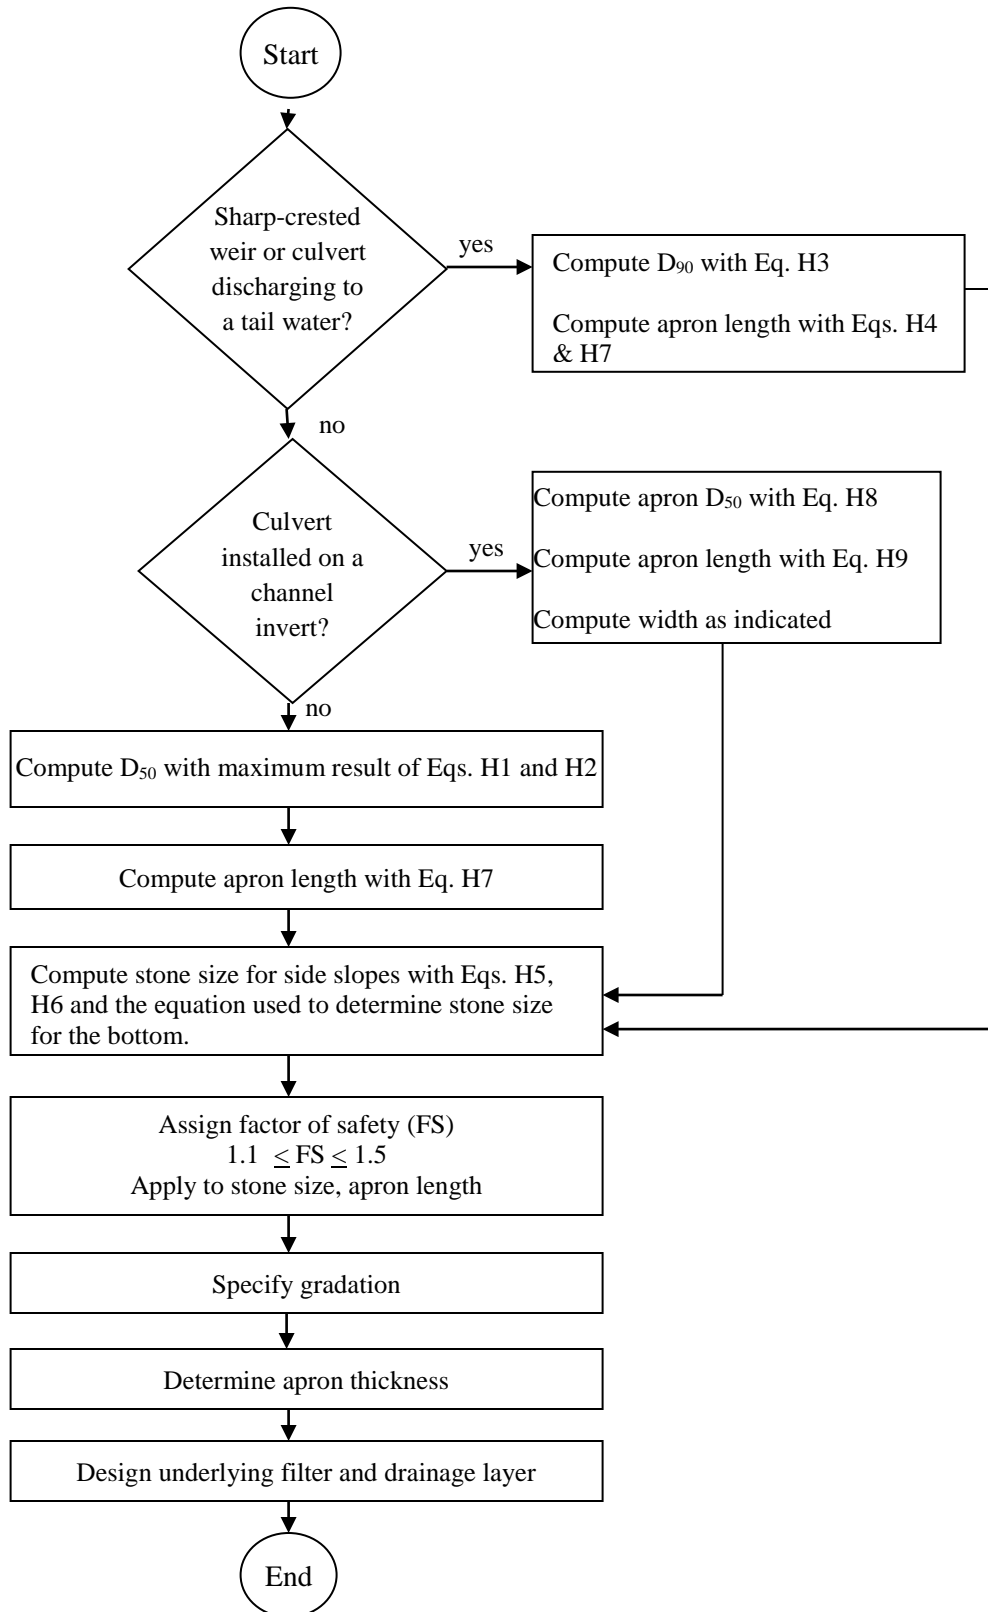 Start
Sharp-crested
weir or culvert
discharging to
a tail water?
yes
Compute D₉₀ with Eq. H3
Compute apron length with Eqs. H4
& H7
no
Culvert
installed on a
channel
invert?
yes
Compute apron D₅₀ with Eq. H8
Compute apron length with Eq. H9
Compute width as indicated
no
Compute D₅₀ with maximum result of Eqs. H1 and H2
Compute apron length with Eq. H7
Compute stone size for side slopes with Eqs. H5,
H6 and the equation used to determine stone size
for the bottom.
Assign factor of safety (FS)
1.1 ≤ FS ≤ 1.5
Apply to stone size, apron length
Specify gradation
Determine apron thickness
Design underlying filter and drainage layer
End